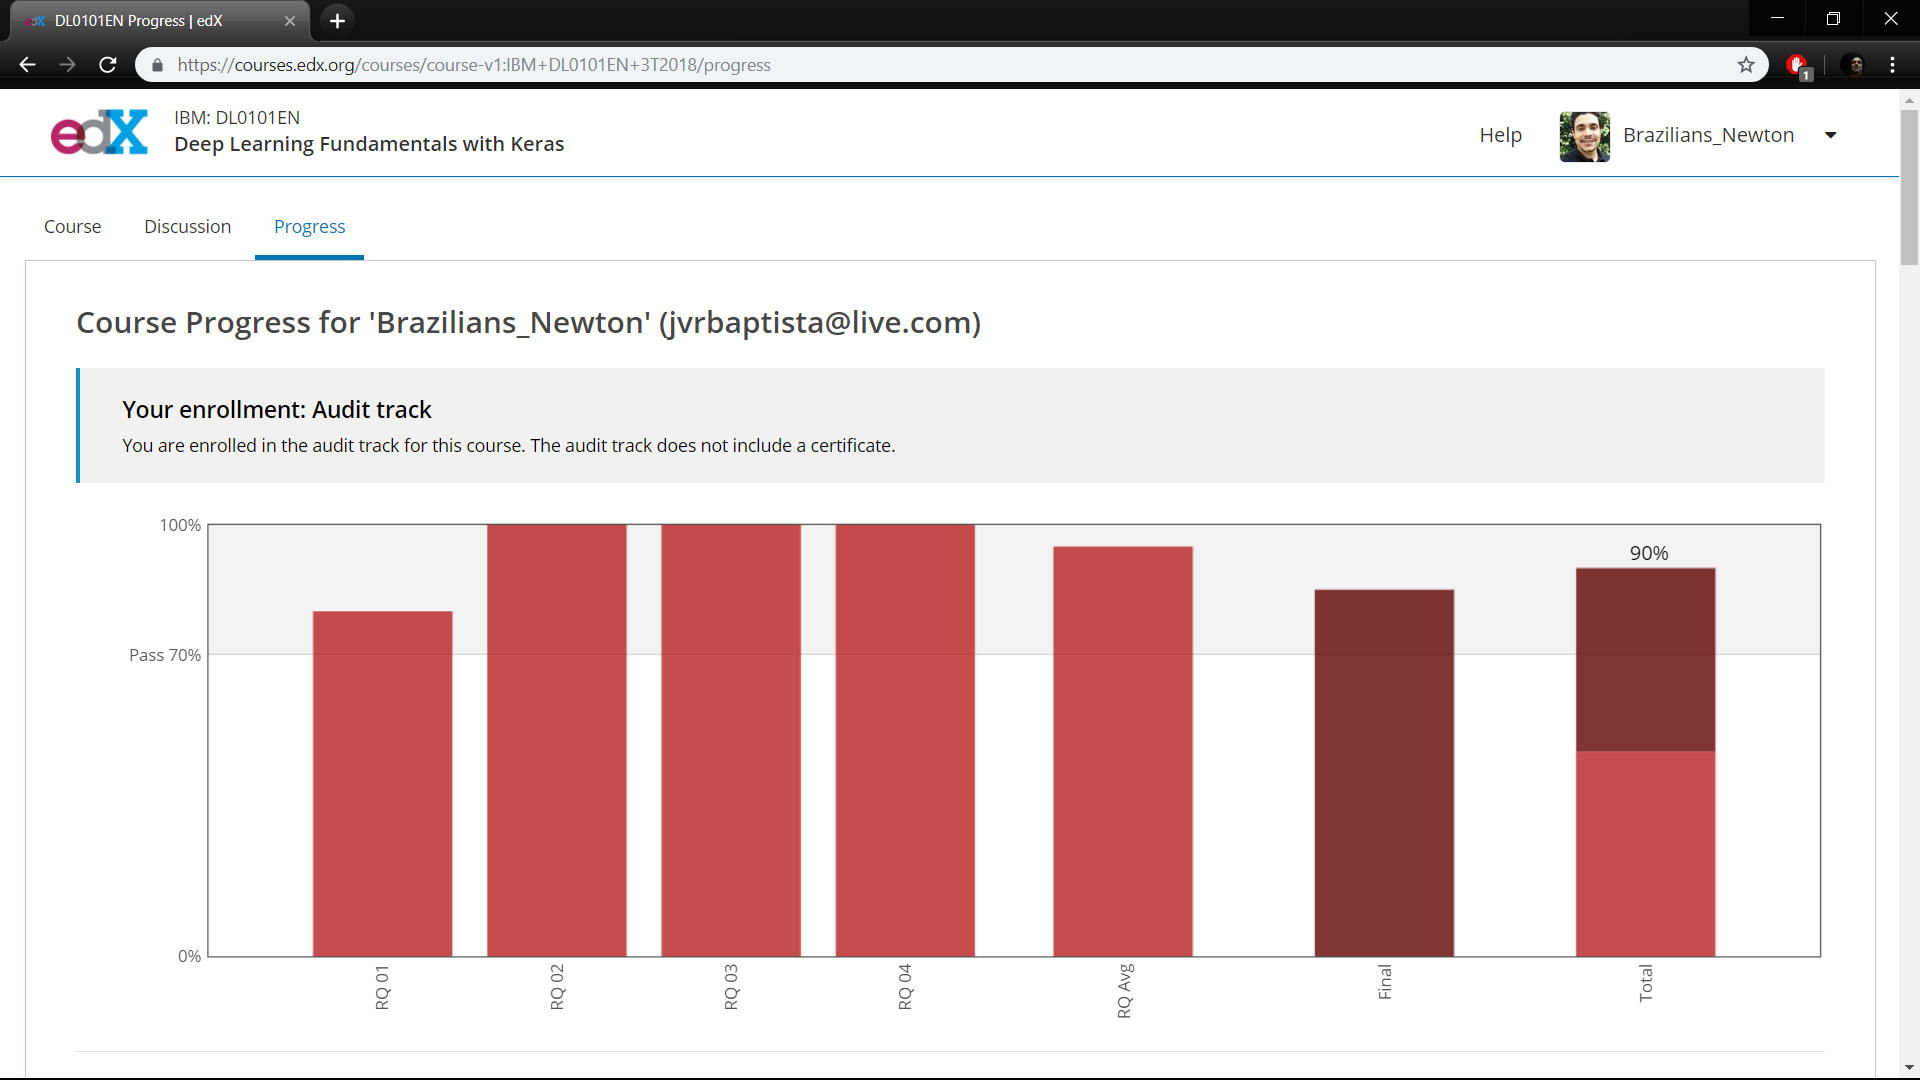 DL0101EN Progress | edX
https://courses.edx.org/courses/course-v1:IBM+DL0101EN+3T2018/progress
1
edX
IBM: DL0101EN
Deep Learning Fundamentals with Keras
Help
Brazilians_Newton
Course
Discussion
Progress
Course Progress for 'Brazilians_Newton' (jvrbaptista@live.com)
Your enrollment: Audit track
You are enrolled in the audit track for this course. The audit track does not include a certificate.
100%
90%
Pass 70%
0%
RQ 01
RQ 02
RQ 03
RQ 04
RQ Avg
Final
Total